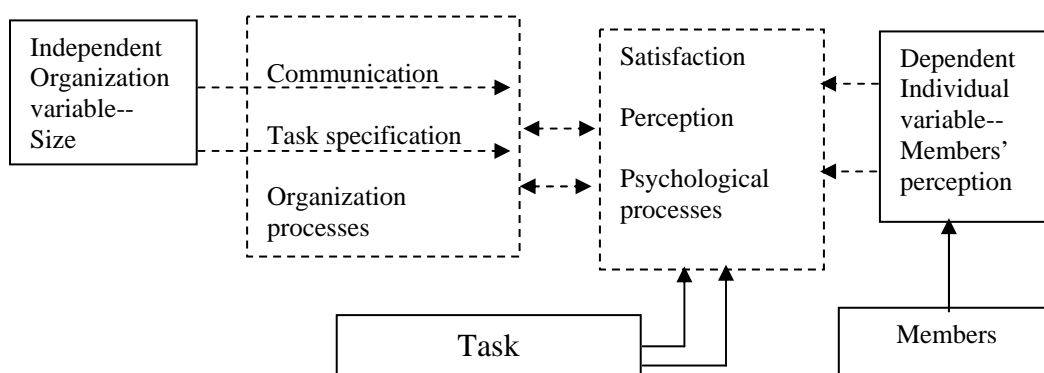 Independent
Organization
variable--
Size
Communication
Task specification
Organization
processes
Satisfaction
Perception
Psychological
processes
Dependent
Individual
variable--
Members’
perception
Task
Members